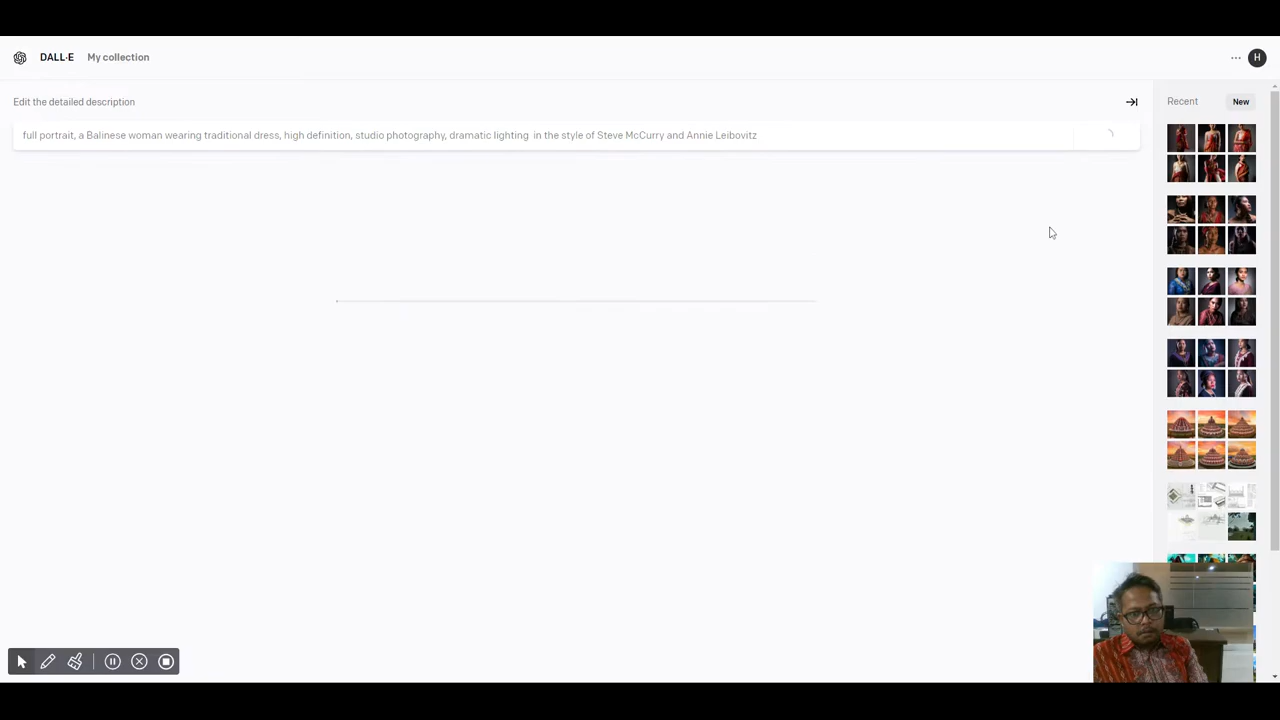 DALL·E My collection
... H
Edit the detailed description
Recent New
full portrait, a Balinese woman wearing traditional dress, high definition, studio photography, dramatic lighting  in the style of Steve McCurry and Annie Leibovitz